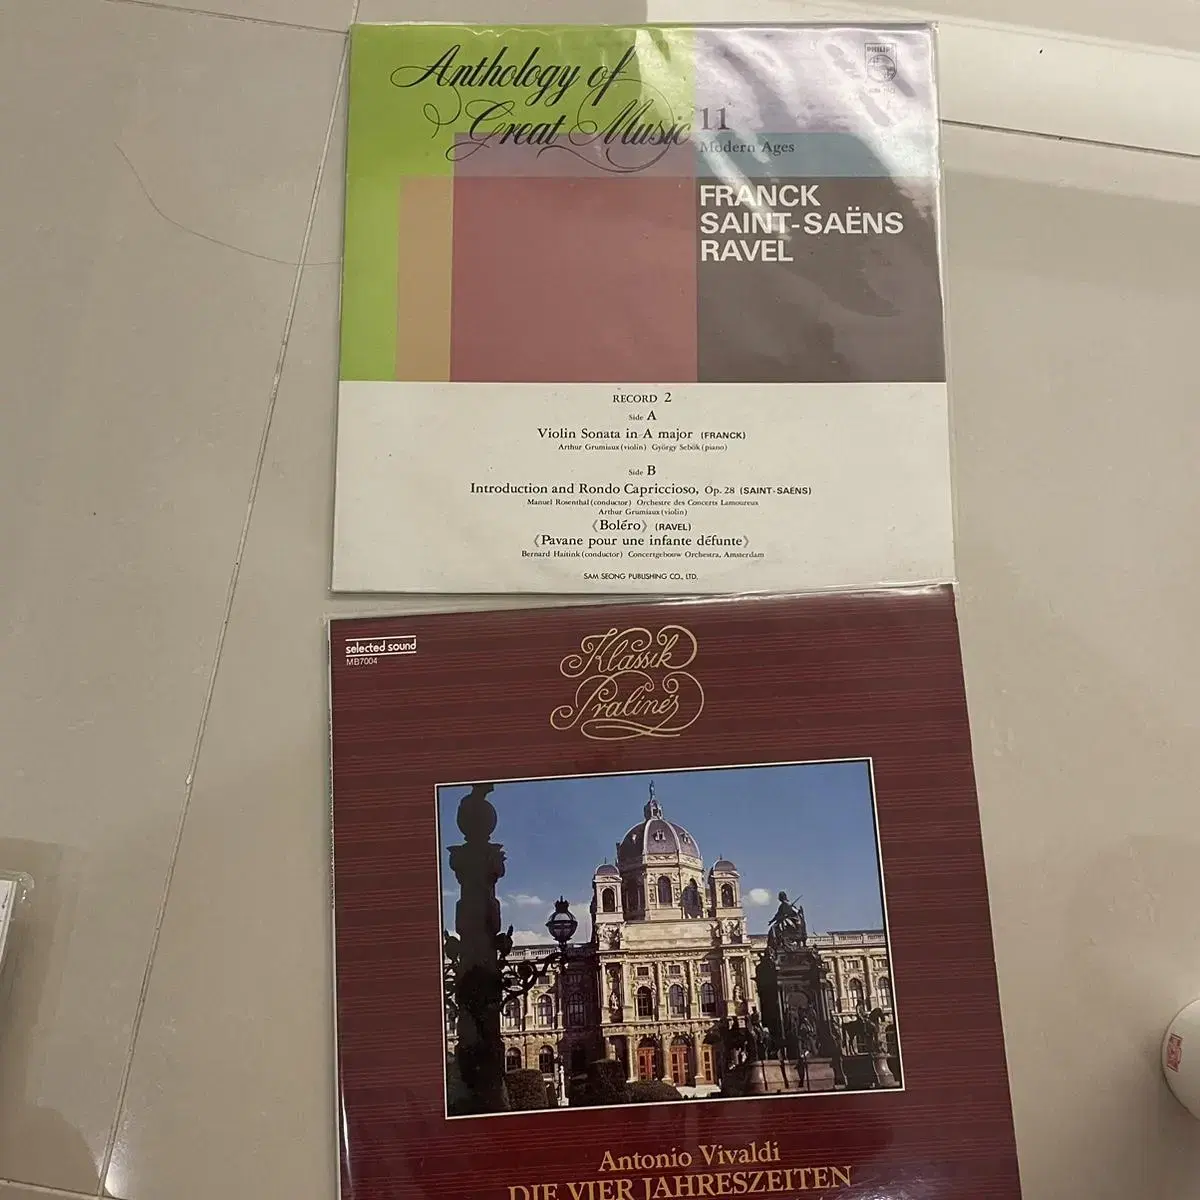 Anthology of
Great Music
11
Modern Ages
PHILIPS
FRANCK
SAINT-SAËNS
RAVEL
RECORD 2
Side A
Violin Sonata in A major (FRANCK)
Arthur Grumiaux (violin) György Sebök (piano)
Side B
Introduction and Rondo Capriccioso, Op. 28 (SAINT-SAËNS)
Manuel Rosenthal (conductor) Orchestre des Concerts Lamoureux
Arthur Grumiaux (violin)
《Boléro》 (RAVEL)
《Pavane pour une infante défunte》
Bernard Haitink (conductor) Concertgebouw Orchestra, Amsterdam
SAM SEONG PUBLISHING CO., LTD.
selected sound
MB7004
Klassik
Pralinés
Antonio Vivaldi
DIE VIER JAHRESZEITEN